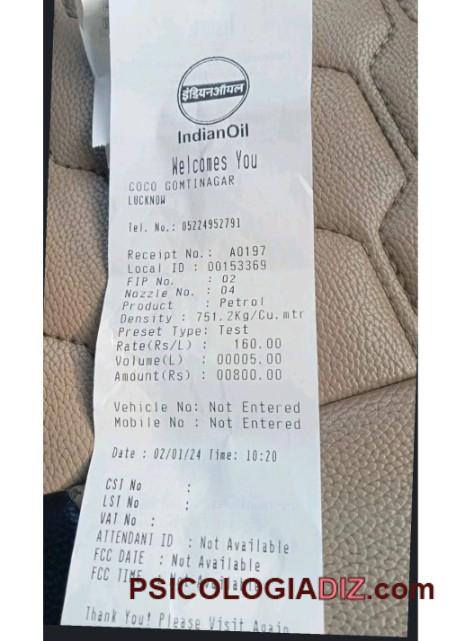 इंडियनऑयल
IndianOil
Welcomes You
COCO GOMTINAGAR
LUCKNOW
Tel. No.: 05224952791
Receipt No.: A0197
Local ID : 00153369
FIP No. : 02
Nozzle No. : 04
Product : Petrol
Density : 751.2Kg/Cu.mtr
Preset Type: Test
Rate(Rs/L) : 160.00
Volume(L) : 00005.00
Amount(Rs) : 00800.00
Vehicle No: Not Entered
Mobile No : Not Entered
Date : 02/01/24 Time: 10:20
CST No :
LST No :
VAT No :
ATTENDANT ID : Not Available
FCC DATE : Not Available
FCC TIME : Not Available
PSICOLOGIADIZ.com
Thank You! Please Visit Again